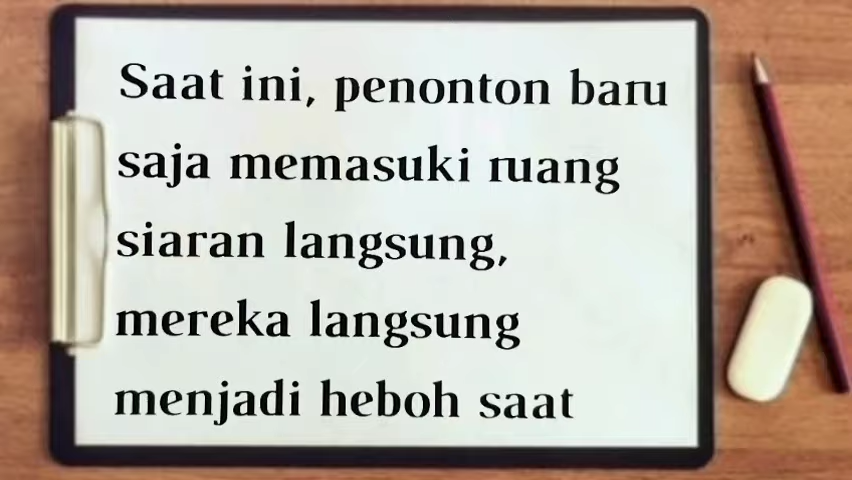 Saat ini, penonton baru
saja memasuki ruang
siaran langsung,
mereka langsung
menjadi heboh saat